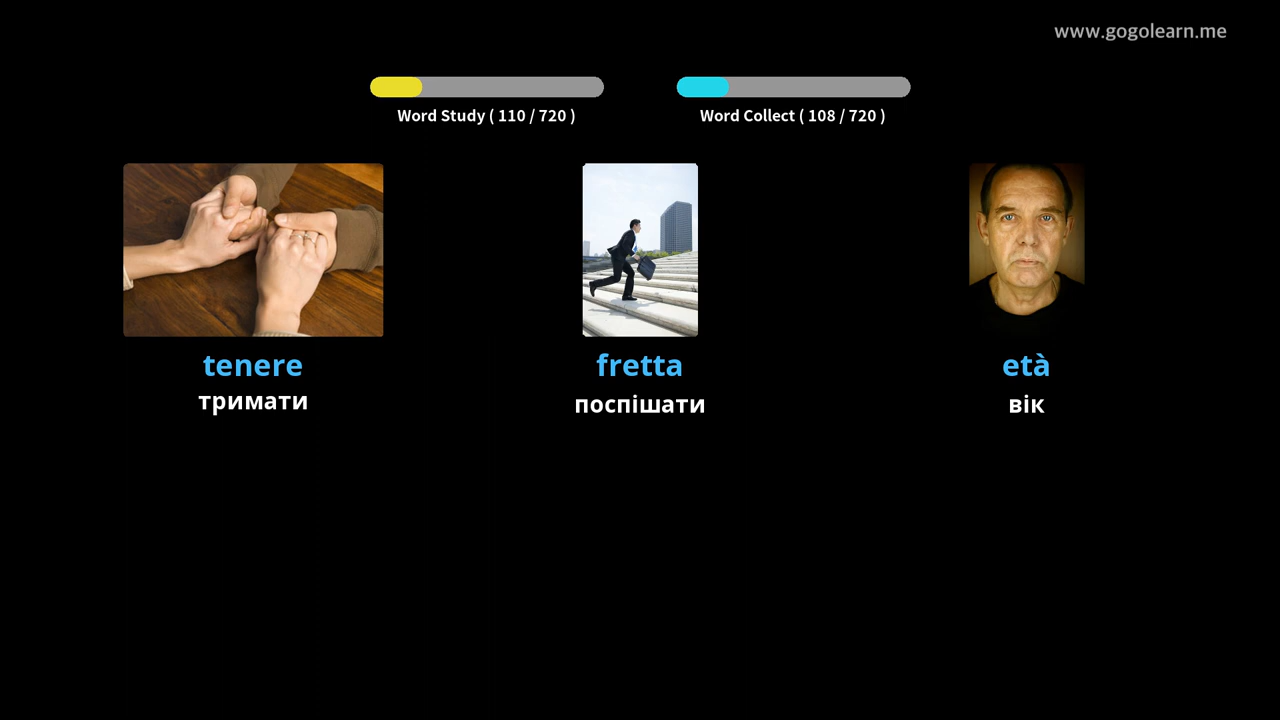 www.gogolearn.me
Word Study ( 110 / 720 )
Word Collect ( 108 / 720 )
tenere
тримати
fretta
поспішати
età
вік